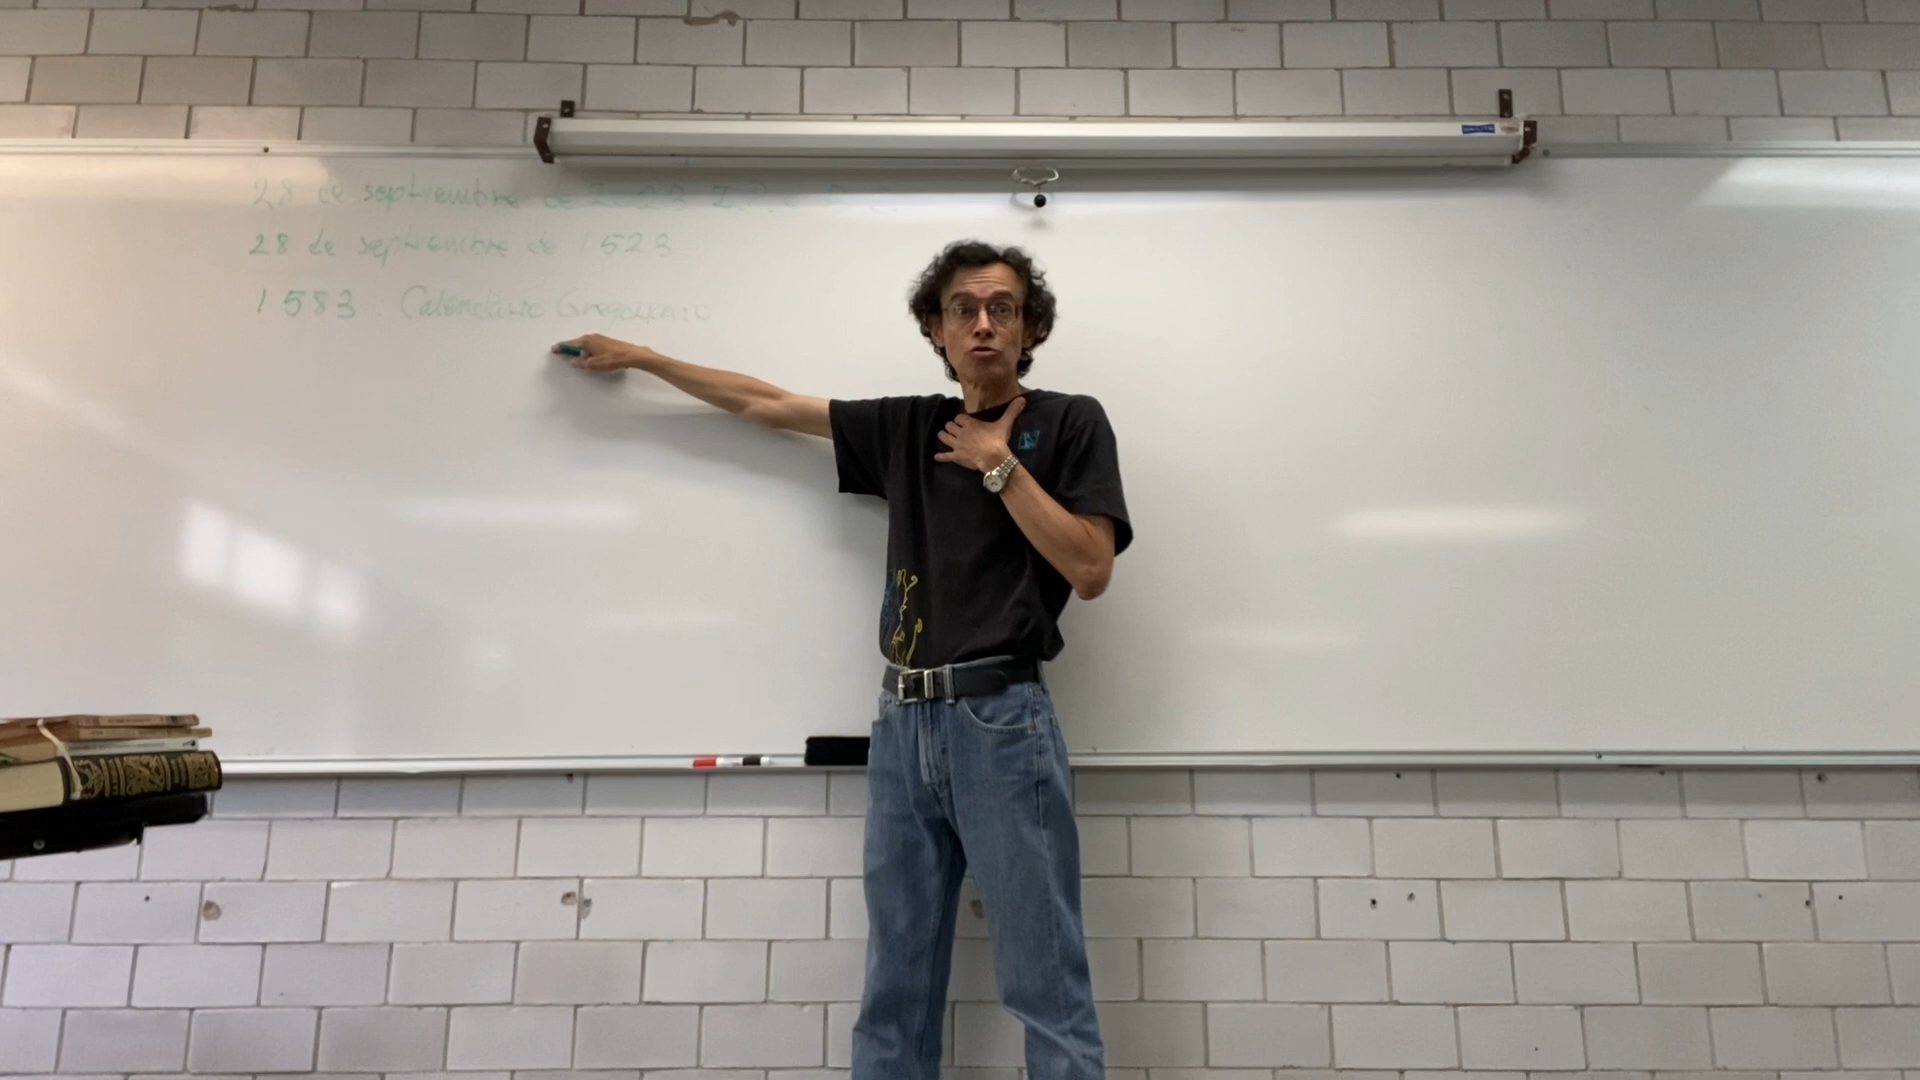 28 de septiembre de 2023
28 de septiembre de 1523
1583. Calendario Gregoriano